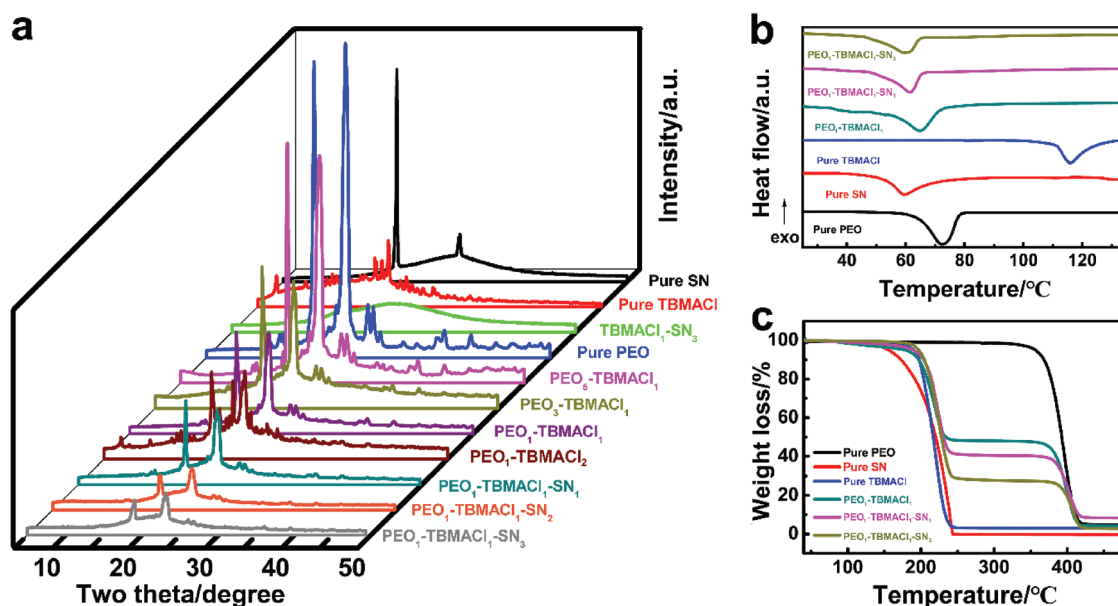 a
Intensity/a.u.
Pure SN
Pure TBMACl
TBMACl₁-SN₃
Pure PEO
PEO₅-TBMACl₁
PEO₃-TBMACl₁
PEO₁-TBMACl₁
PEO₁-TBMACl₂
PEO₁-TBMACl₁-SN₁
PEO₁-TBMACl₁-SN₂
PEO₁-TBMACl₁-SN₃
10 20 30 40 50
Two theta/degree
b
Heat flow/a.u.
exo
PEO₁-TBMACl₁-SN₃
PEO₁-TBMACl₁-SN₁
PEO₁-TBMACl₁
Pure TBMACl
Pure SN
Pure PEO
40 60 80 100 120
Temperature/°C
c
Weight loss/%
100
80
60
40
20
0
Pure PEO
Pure SN
Pure TBMACl
PEO₁-TBMACl₁
PEO₁-TBMACl₁-SN₁
PEO₁-TBMACl₁-SN₃
100 200 300 400
Temperature/°C